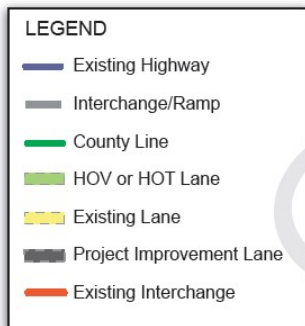 LEGEND
Existing Highway
Interchange/Ramp
County Line
HOV or HOT Lane
Existing Lane
Project Improvement Lane
Existing Interchange